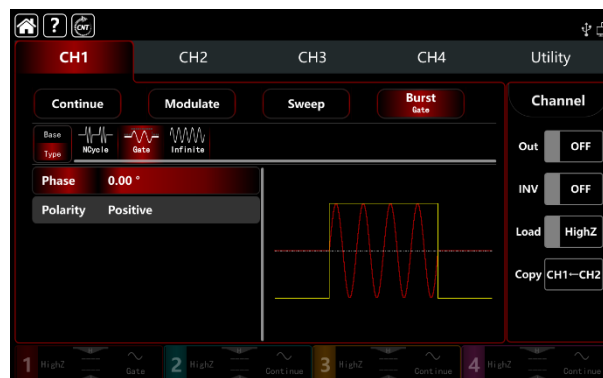 ? CNT
CH1 CH2 CH3 CH4 Utility
Continue Modulate Sweep Burst Gate
Channel
Base Type NCycle Gate Infinite
Out OFF
Phase 0.00 °
INV OFF
Polarity Positive
Load HighZ
Copy CH1←CH2
1 HighZ Gate 2 HighZ Continue 3 HighZ Continue 4 HighZ Continue